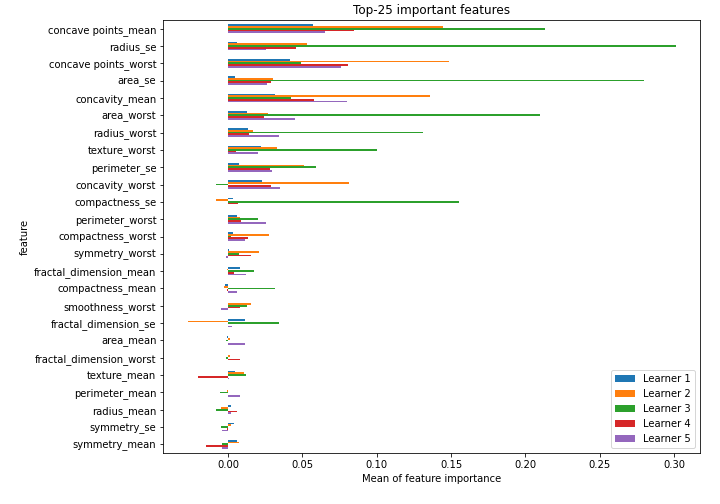 Top-25 important features
concave points_mean
radius_se
concave points_worst
area_se
concavity_mean
area_worst
radius_worst
texture_worst
perimeter_se
concavity_worst
compactness_se
perimeter_worst
compactness_worst
symmetry_worst
fractal_dimension_mean
compactness_mean
smoothness_worst
fractal_dimension_se
area_mean
fractal_dimension_worst
texture_mean
perimeter_mean
radius_mean
symmetry_se
symmetry_mean
feature
Learner 1
Learner 2
Learner 3
Learner 4
Learner 5
0.00 0.05 0.10 0.15 0.20 0.25 0.30
Mean of feature importance